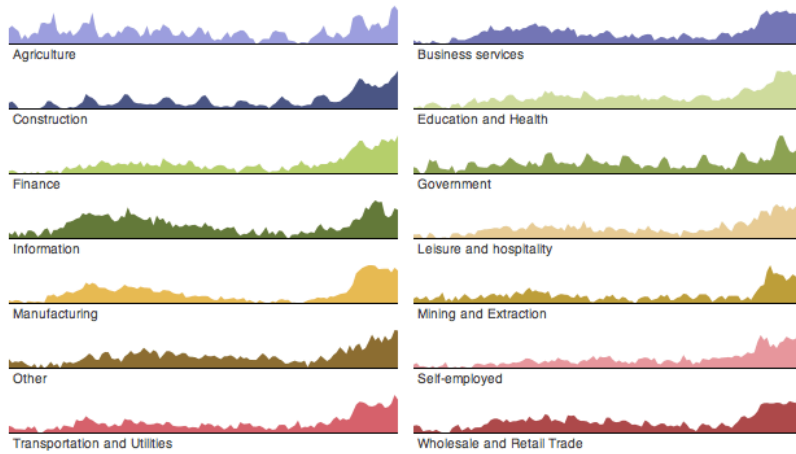 Agriculture
Business services
Construction
Education and Health
Finance
Government
Information
Leisure and hospitality
Manufacturing
Mining and Extraction
Other
Self-employed
Transportation and Utilities
Wholesale and Retail Trade